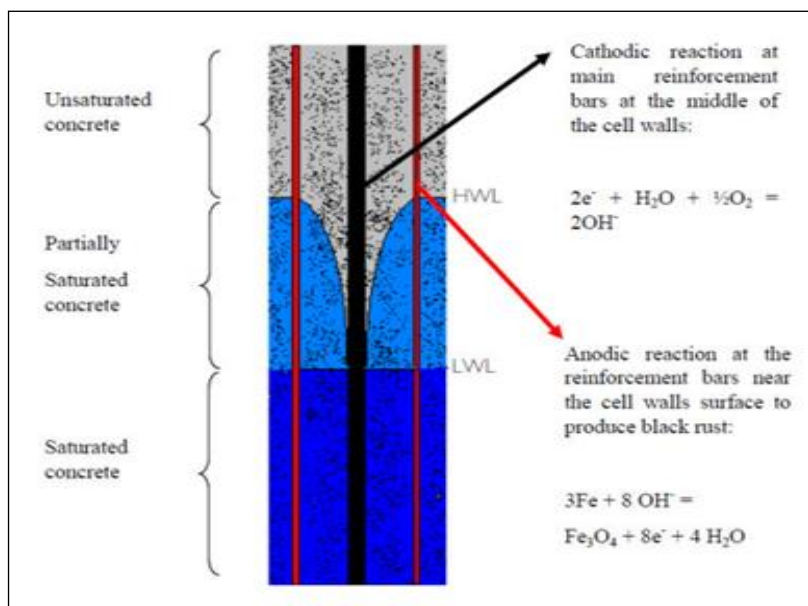 Unsaturated
concrete
Partially
Saturated
concrete
Saturated
concrete
HWL
LWL
Cathodic reaction at
main reinforcement
bars at the middle of
the cell walls:
2e⁻ + H₂O + ½O₂ =
2OH⁻
Anodic reaction at the
reinforcement bars near
the cell walls surface to
produce black rust:
3Fe + 8 OH⁻ =
Fe₃O₄ + 8e⁻ + 4 H₂O